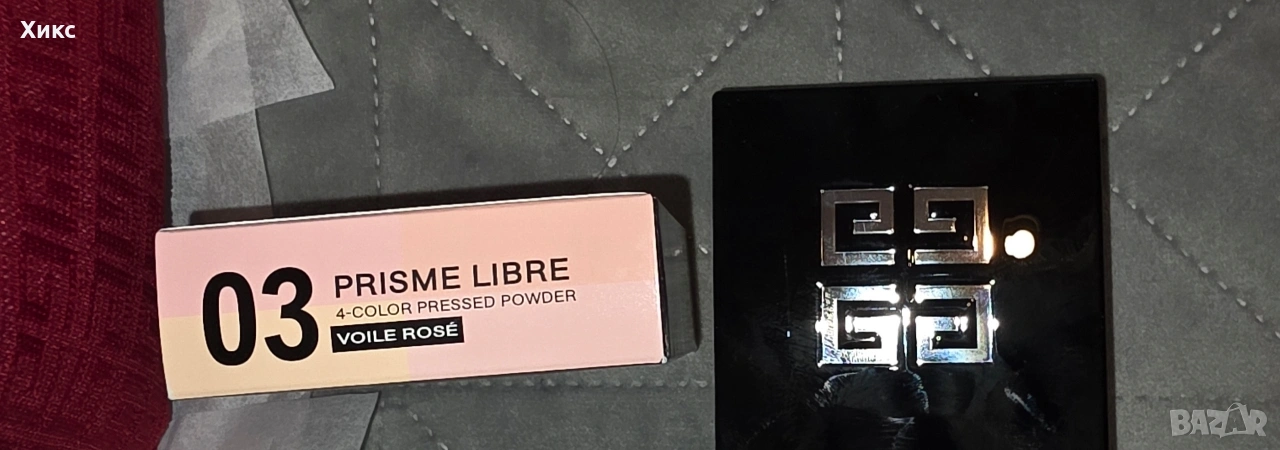 Хикс
03
PRISME LIBRE
4-COLOR PRESSED POWDER
VOILE ROSÉ
BAZAR